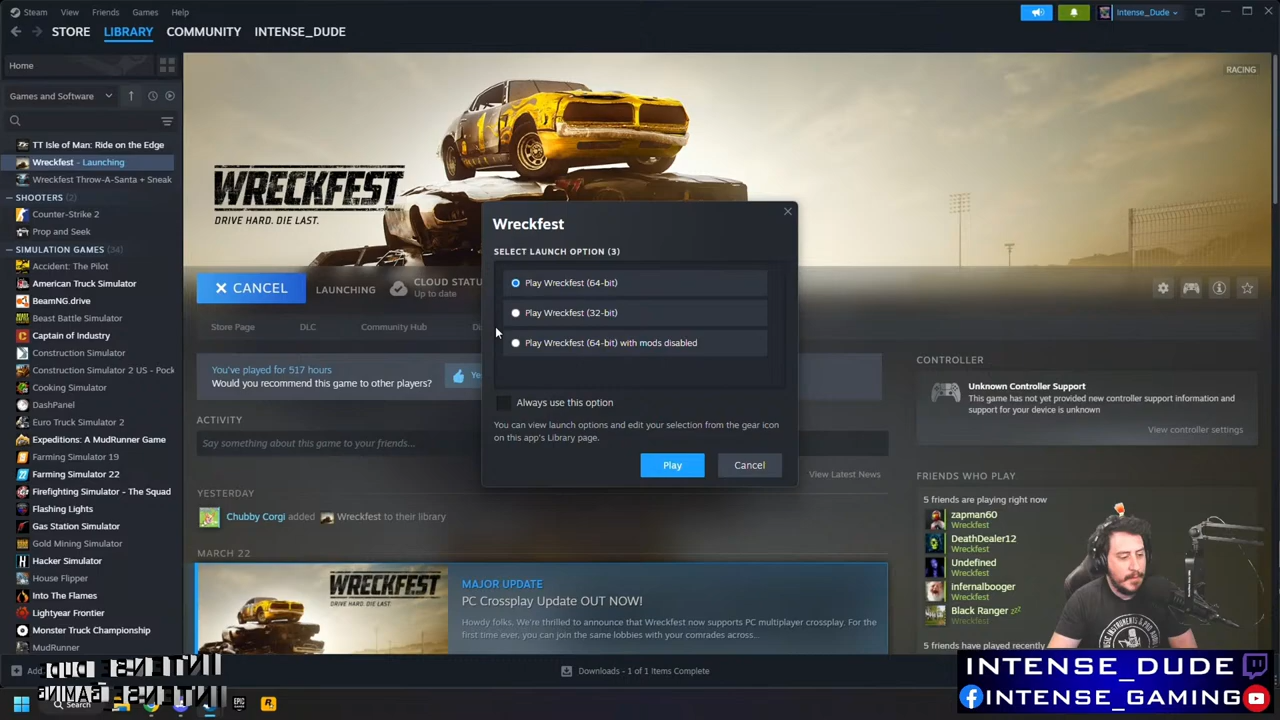 Steam View Friends Games Help
Intense_Dude
STORE LIBRARY COMMUNITY INTENSE_DUDE
Home
RACING
Games and Software
TT Isle of Man: Ride on the Edge
Wreckfest - Launching
Wreckfest Throw-A-Santa + Sneak
SHOOTERS (2)
Counter-Strike 2
Prop and Seek
SIMULATION GAMES (34)
Accident: The Pilot
American Truck Simulator
BeamNG.drive
Beast Battle Simulator
Captain of Industry
Construction Simulator
Construction Simulator 2 US - Pock
Cooking Simulator
DashPanel
Euro Truck Simulator 2
Expeditions: A MudRunner Game
Farming Simulator 19
Farming Simulator 22
Firefighting Simulator - The Squad
Flashing Lights
Gas Station Simulator
Gold Mining Simulator
Hacker Simulator
House Flipper
Into The Flames
Lightyear Frontier
Monster Truck Championship
MudRunner
WRECKFEST
DRIVE HARD. DIE LAST.
CANCEL
LAUNCHING
CLOUD STATU
Up to date
Store Page DLC Community Hub Di
You've played for 517 hours
Would you recommend this game to other players?
Ye
ACTIVITY
Say something about this game to your friends...
View Latest News
YESTERDAY
Chubby Corgi added Wreckfest to their library
MARCH 22
WRECKFEST
DRIVE HARD. DIE LAST.
MAJOR UPDATE
PC Crossplay Update OUT NOW!
Howdy folks, We're thrilled to announce that Wreckfest now supports PC multiplayer crossplay. For the
first time ever, you can join the same lobbies with your comrades across...
Wreckfest
SELECT LAUNCH OPTION (3)
Play Wreckfest (64-bit)
Play Wreckfest (32-bit)
Play Wreckfest (64-bit) with mods disabled
Always use this option
You can view launch options and edit your selection from the gear icon
on this app's Library page.
Play Cancel
CONTROLLER
Unknown Controller Support
This game has not yet provided new controller support information and
support for your device is unknown
View controller settings
FRIENDS WHO PLAY
5 friends are playing right now
zapman60
Wreckfest
DeathDealer12
Wreckfest
Undefined
Wreckfest
infernalbooger
Wreckfest
Black Ranger zzz
Wreckfest
5 friends have played recently
Downloads - 1 of 1 Items Complete
Search
EPIC
INTENSE_DUDE
INTENSE_GAMING